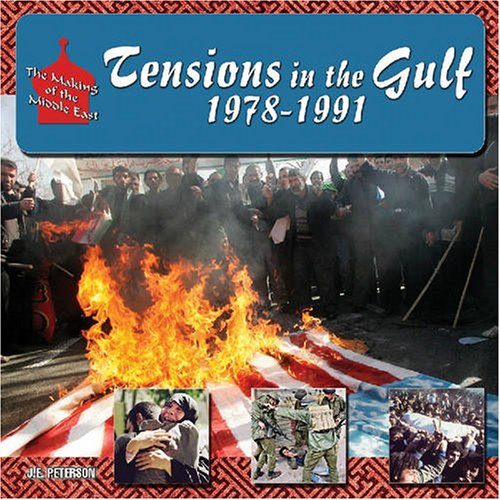 The Making
of the
Middle East
Tensions in the Gulf
1978-1991
J.E. PETERSON